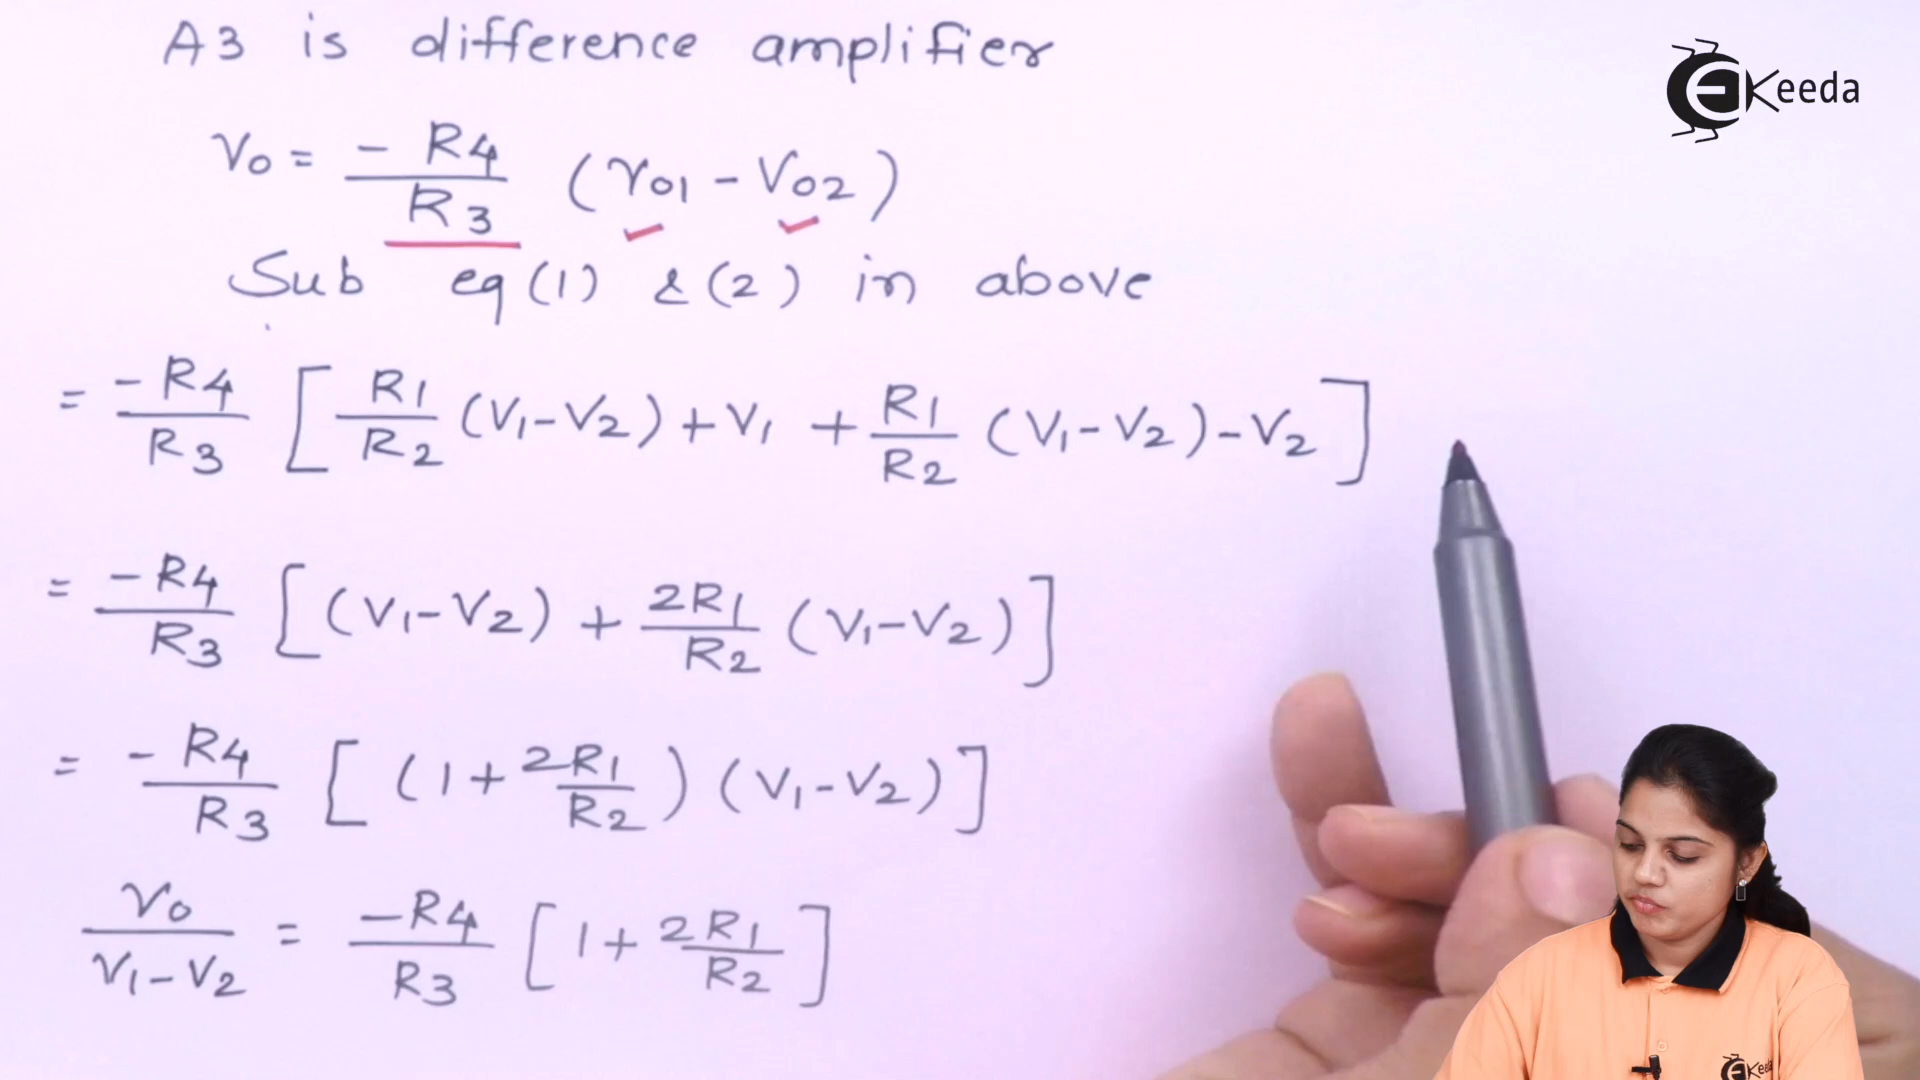 A3 is difference amplifier
EKeeda
Vo = -R4/R3 (Vo1 - Vo2)
Sub eq(1) & (2) in above
= -R4/R3 [R1/R2 (V1-V2) + V1 + R1/R2 (V1-V2) - V2]
= -R4/R3 [(V1-V2) + 2R1/R2 (V1-V2)]
= -R4/R3 [(1 + 2R1/R2) (V1-V2)]
Vo/V1-V2 = -R4/R3 [1 + 2R1/R2]
EKee